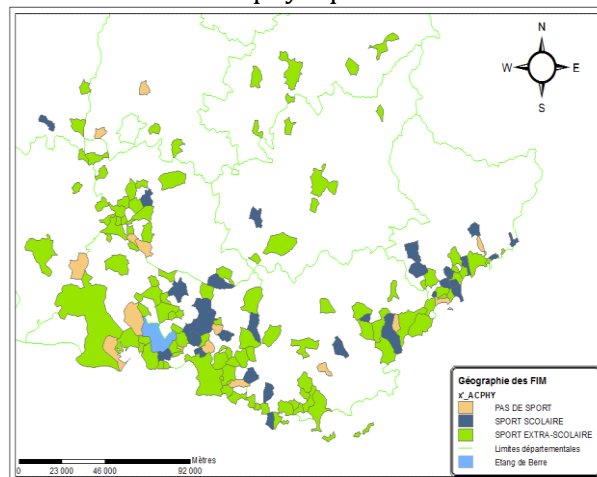 N
W E
S
Géographie des FIM
x'_ACPHY
PAS DE SPORT
SPORT SCOLAIRE
SPORT EXTRA-SCOLAIRE
Limites départementales
Etang de Berre
Mètres
0 23 000 46 000 92 000